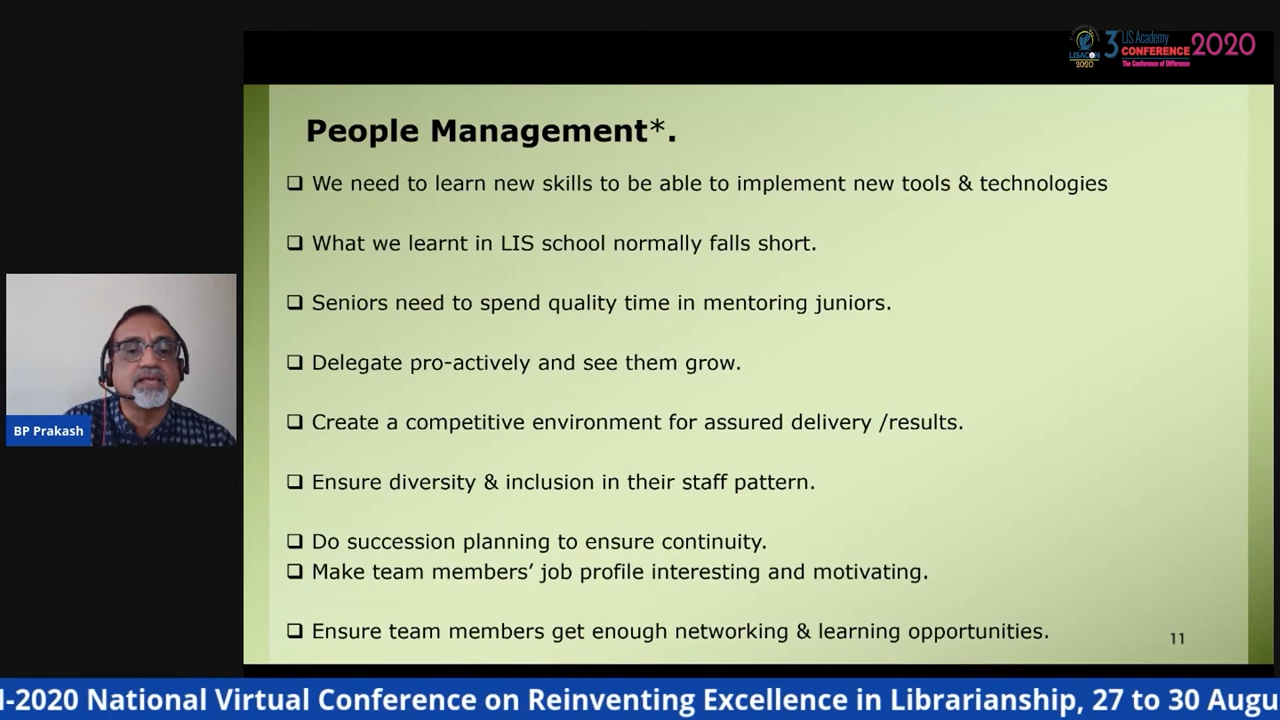 LISACON
2020
3 LIS Academy
CONFERENCE 2020
The Conference of Difference
People Management*.
❑ We need to learn new skills to be able to implement new tools & technologies
❑ What we learnt in LIS school normally falls short.
❑ Seniors need to spend quality time in mentoring juniors.
❑ Delegate pro-actively and see them grow.
❑ Create a competitive environment for assured delivery /results.
❑ Ensure diversity & inclusion in their staff pattern.
❑ Do succession planning to ensure continuity.
❑ Make team members’ job profile interesting and motivating.
❑ Ensure team members get enough networking & learning opportunities.
11
BP Prakash
-2020 National Virtual Conference on Reinventing Excellence in Librarianship, 27 to 30 Augu